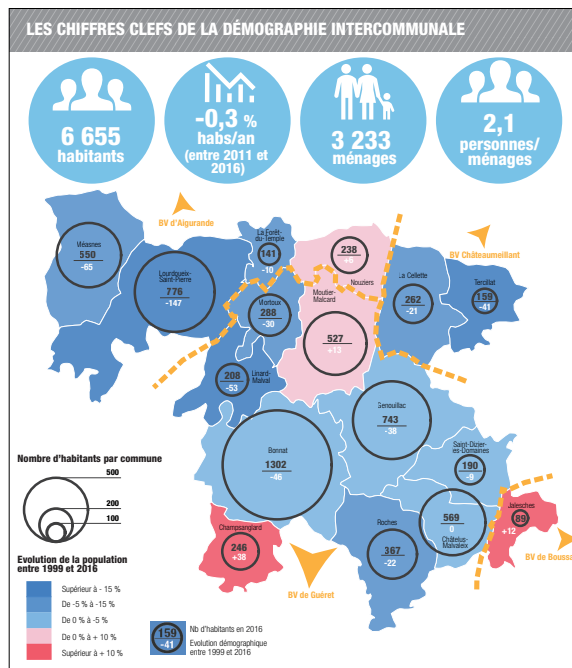 LES CHIFFRES CLEFS DE LA DÉMOGRAPHIE INTERCOMMUNALE
6 655
habitants
-0,3 %
habs/an
(entre 2011 et
2016)
3 233
ménages
2,1
personnes/
ménages
BV d'Aigurande
Méasnes
550
-65
Lourdoueix-
Saint-Pierre
776
-147
La Forêt-
du-Temple
141
-10
238
+6
Nouziers
BV Châteaumeillant
La Cellette
262
-21
Tercillat
159
-41
Mortoux
288
-30
Moutier-
Malcard
527
+13
208
-53
Linard-
Malval
Genouillac
743
-38
Bonnat
1302
-46
Saint-Dizier-
les-Domaines
190
-9
569
0
Châtelus-
Malvaleix
Jalesches
89
+12
Roches
367
-22
Champsanglard
246
+38
BV de Guéret
BV de Boussac
Nombre d'habitants par commune
500
200
100
Evolution de la population
entre 1999 et 2016
Supérieur à - 15 %
De -5 % à -15 %
De 0 % à -5 %
De 0 % à + 10 %
Supérieur à + 10 %
159
-41
Nb d'habitants en 2016
Evolution démographique
entre 1999 et 2016